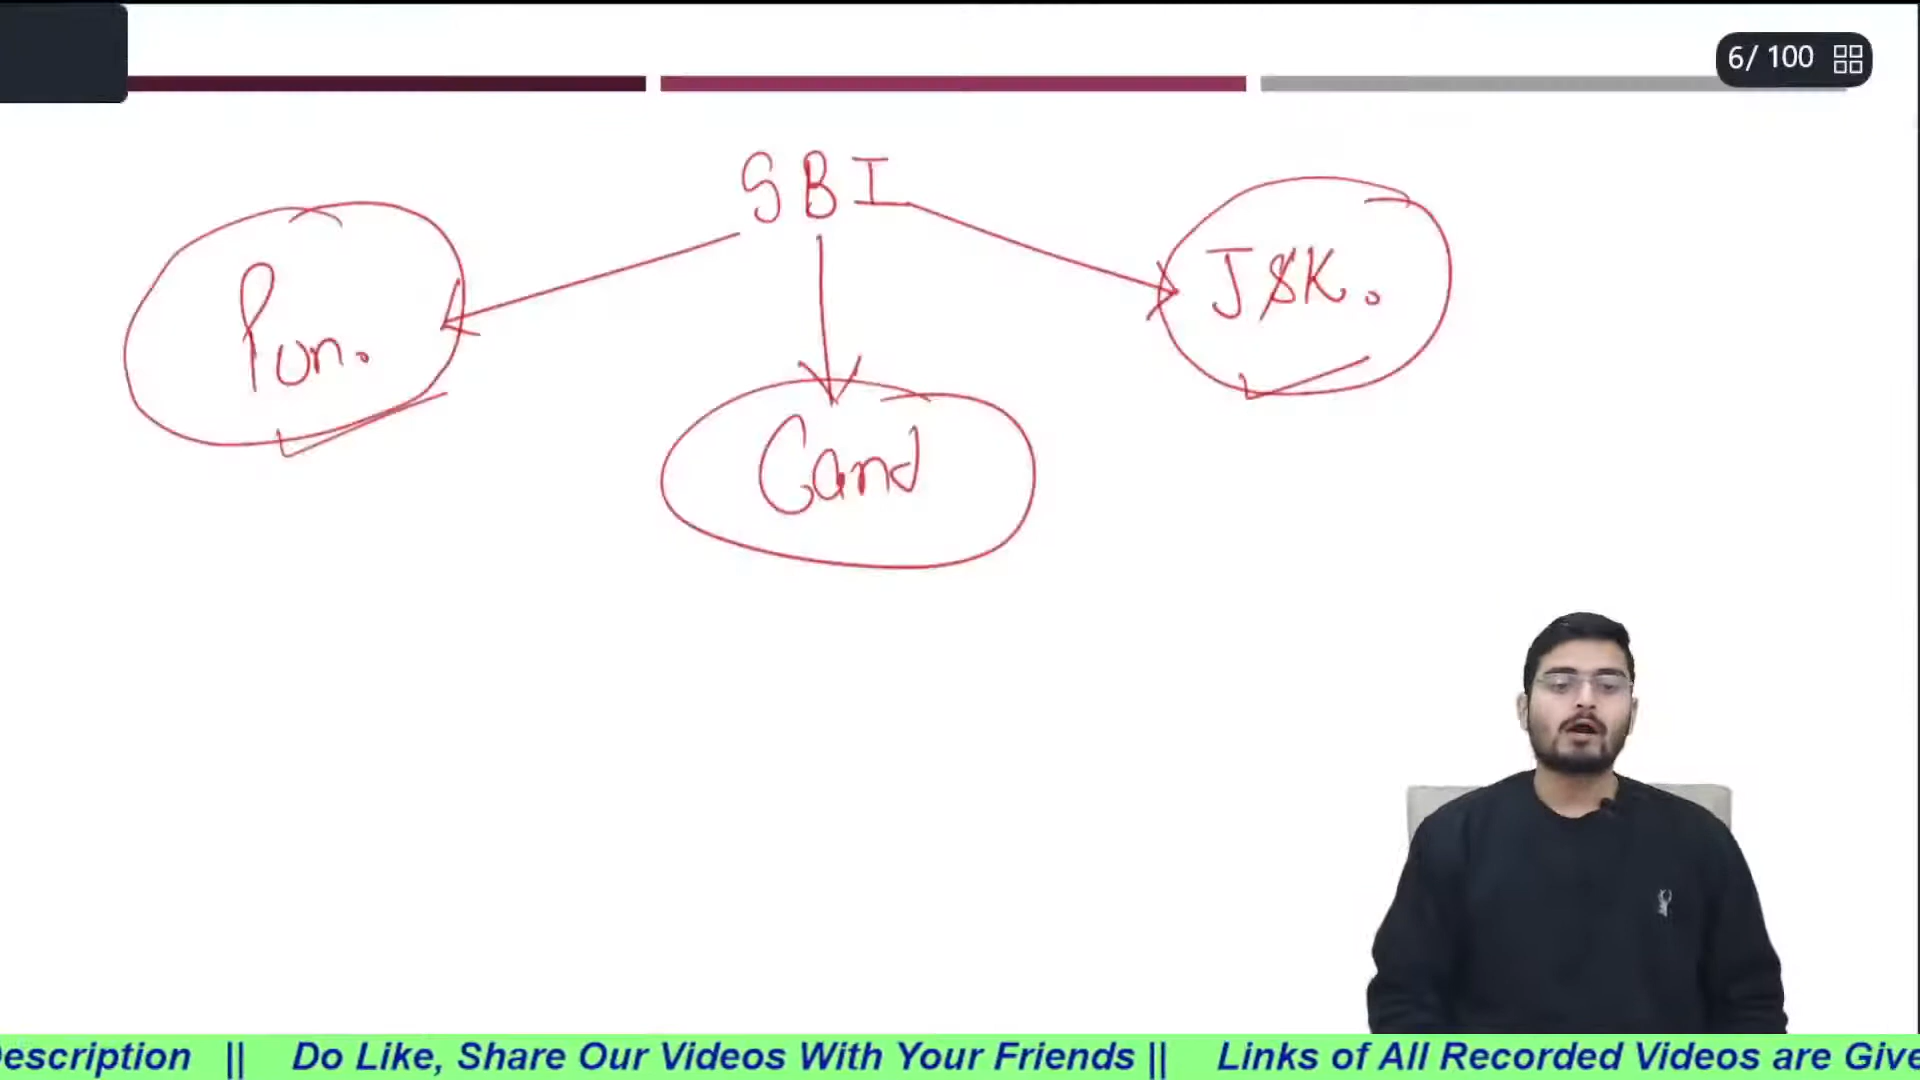 6/ 100
SBI
Pun.
J&K.
Cand
escription || Do Like, Share Our Videos With Your Friends || Links of All Recorded Videos are Give